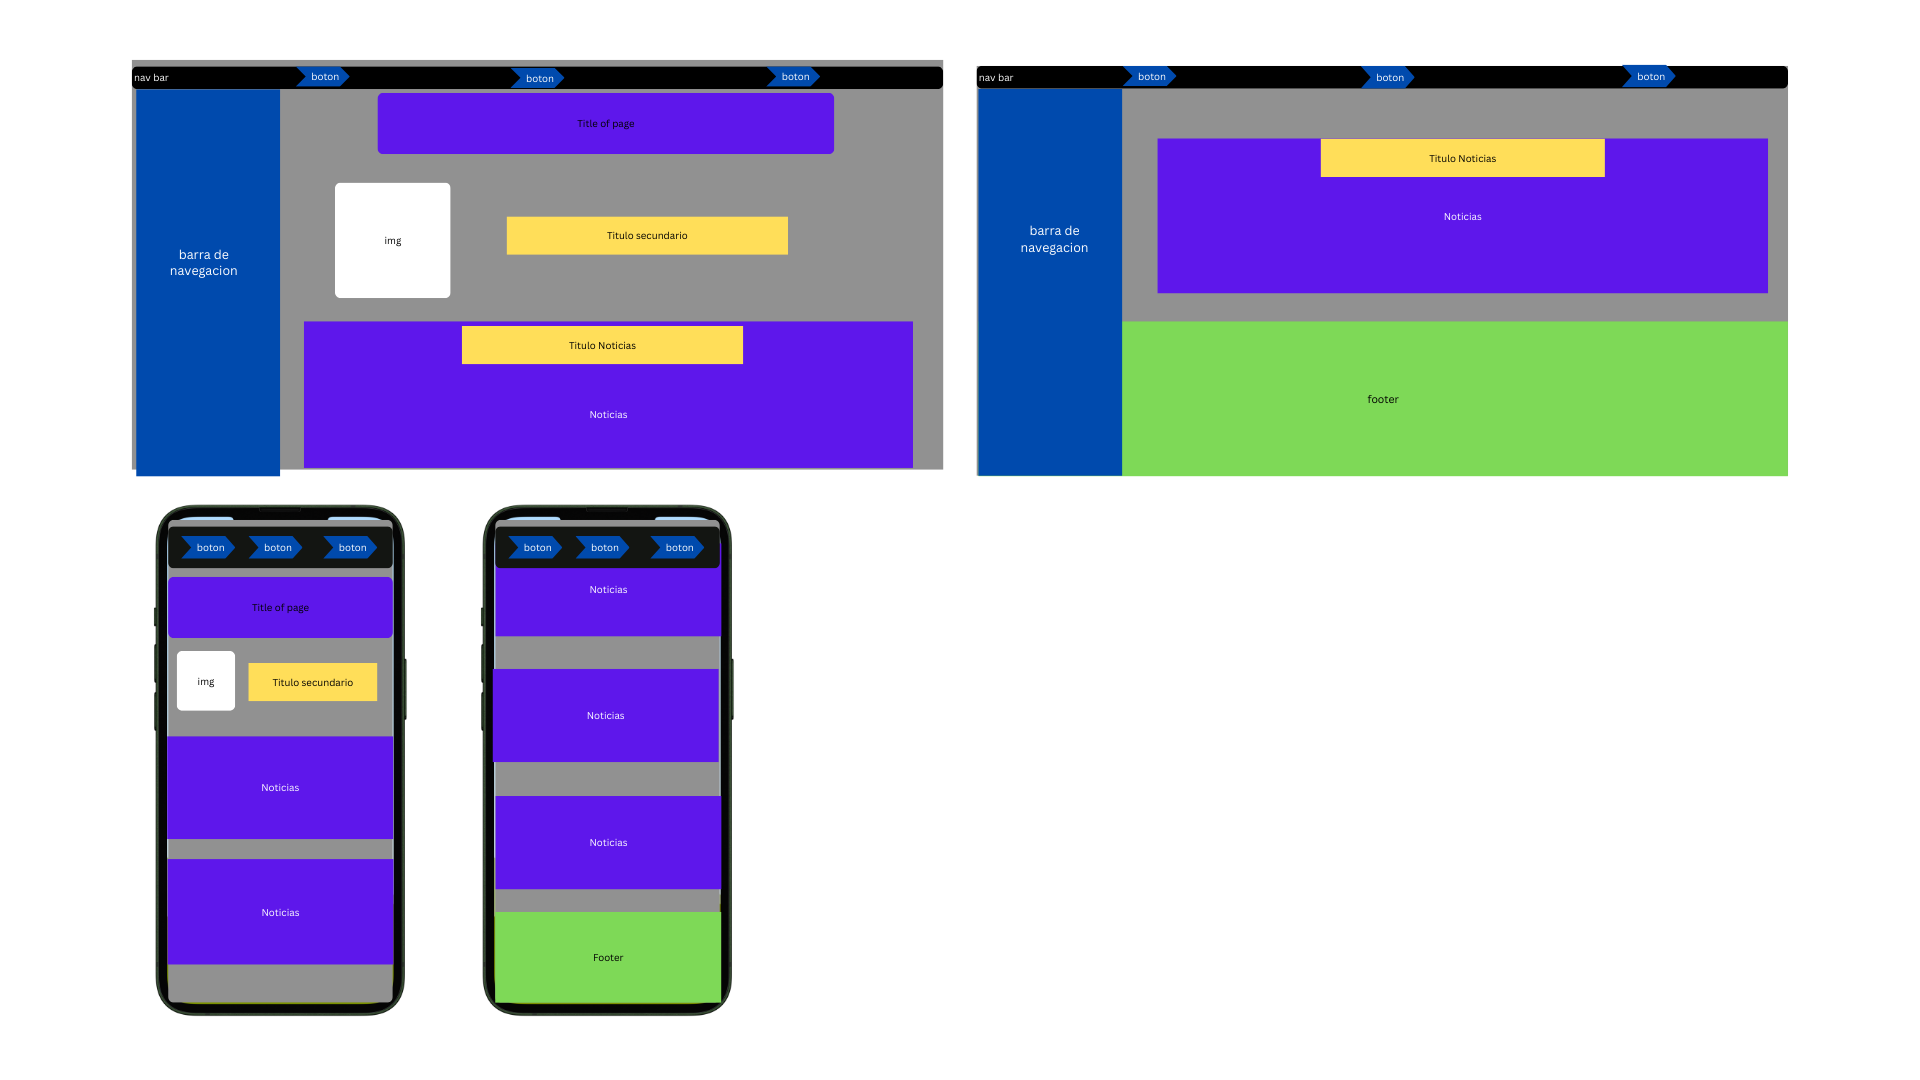 nav bar
boton
boton
boton
Title of page
img
Titulo secundario
barra de
navegacion
Titulo Noticias
Noticias
nav bar
boton
boton
boton
Titulo Noticias
Noticias
barra de
navegacion
footer
boton
boton
boton
Title of page
img
Titulo secundario
Noticias
Noticias
boton
boton
boton
Noticias
Noticias
Noticias
Footer